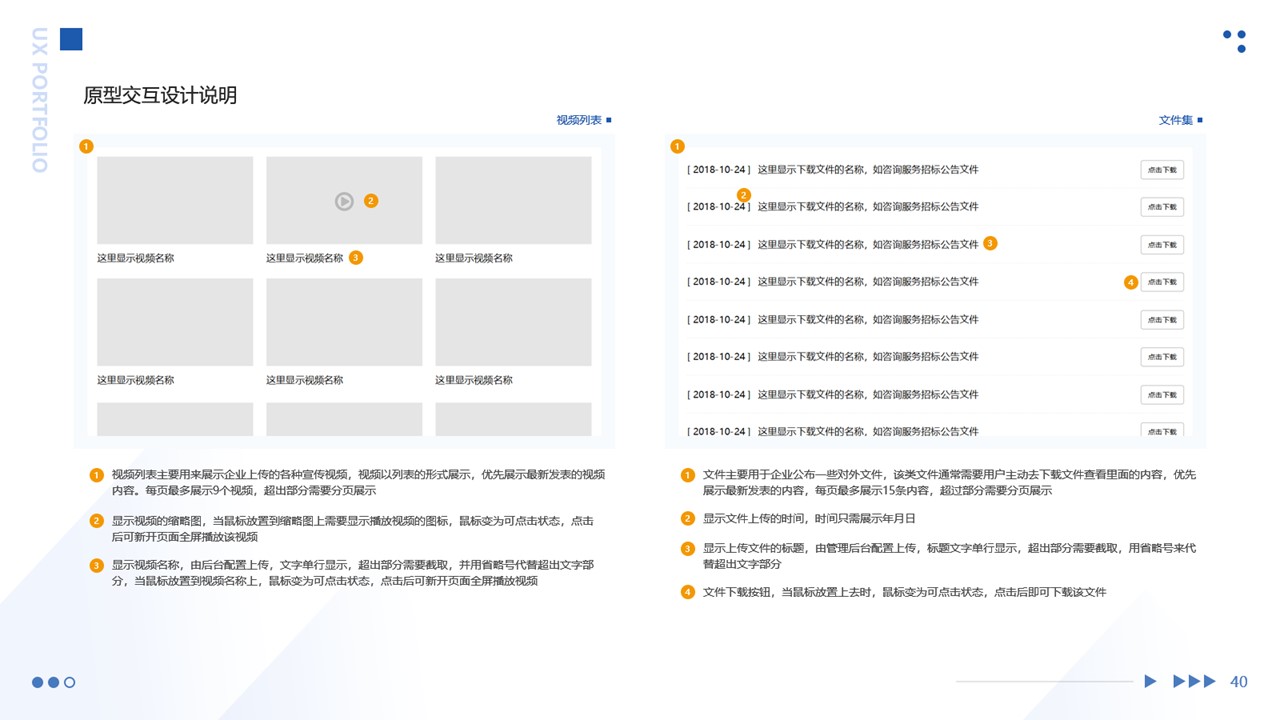 UX PORTFOLIO
原型交互设计说明
视频列表
1
2
这里显示视频名称
这里显示视频名称 3
这里显示视频名称
这里显示视频名称
这里显示视频名称
这里显示视频名称
1 视频列表主要用来展示企业上传的各种宣传视频，视频以列表的形式展示，优先展示最新发表的视频
内容。每页最多展示9个视频，超出部分需要分页展示
2 显示视频的缩略图，当鼠标放置到缩略图上需要显示播放视频的图标，鼠标变为可点击状态，点击
后可新开页面全屏播放该视频
3 显示视频名称，由后台配置上传，文字单行显示，超出部分需要截取，并用省略号代替超出文字部
分，当鼠标放置到视频名称上，鼠标变为可点击状态，点击后可新开页面全屏播放视频
文件集
1
[ 2018-10-24 ] 这里显示下载文件的名称，如咨询服务招标公告文件 点击下载
2
[ 2018-10-24 ] 这里显示下载文件的名称，如咨询服务招标公告文件 点击下载
[ 2018-10-24 ] 这里显示下载文件的名称，如咨询服务招标公告文件 3 点击下载
[ 2018-10-24 ] 这里显示下载文件的名称，如咨询服务招标公告文件 4 点击下载
[ 2018-10-24 ] 这里显示下载文件的名称，如咨询服务招标公告文件 点击下载
[ 2018-10-24 ] 这里显示下载文件的名称，如咨询服务招标公告文件 点击下载
[ 2018-10-24 ] 这里显示下载文件的名称，如咨询服务招标公告文件 点击下载
[ 2018-10-24 ] 这里显示下载文件的名称，如咨询服务招标公告文件 点击下载
1 文件主要用于企业公布一些对外文件，该类文件通常需要用户主动去下载文件查看里面的内容，优先
展示最新发表的内容，每页最多展示15条内容，超过部分需要分页展示
2 显示文件上传的时间，时间只需展示年月日
3 显示上传文件的标题，由管理后台配置上传，标题文字单行显示，超出部分需要截取，用省略号来代
替超出文字部分
4 文件下载按钮，当鼠标放置上去时，鼠标变为可点击状态，点击后即可下载该文件
40